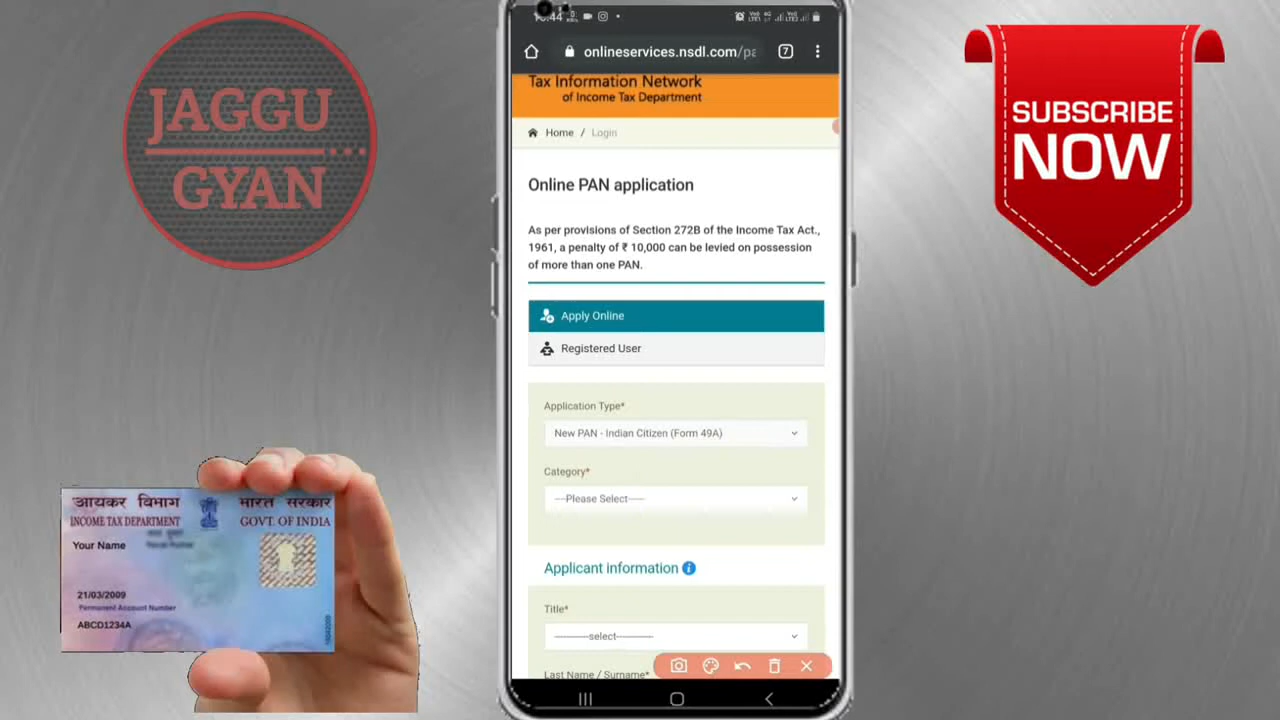 JAGGU
GYAN
10:44
onlineservices.nsdl.com/pa
7
Tax Information Network
of Income Tax Department
Home / Login
Online PAN application
As per provisions of Section 272B of the Income Tax Act.,
1961, a penalty of ₹ 10,000 can be levied on possession
of more than one PAN.
Apply Online
Registered User
Application Type*
New PAN - Indian Citizen (Form 49A)
Category*
----Please Select-----
Applicant information
Title*
------------select------------
Last Name / Surname*
SUBSCRIBE
NOW
आयकर विभाग
भारत सरकार
INCOME TAX DEPARTMENT
GOVT. OF INDIA
Your Name
21/03/2009
Permanent Account Number
ABCD1234A